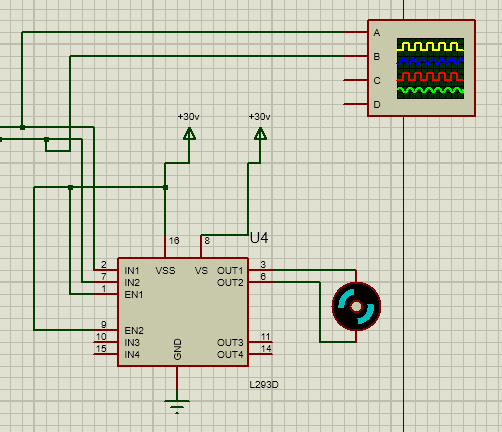 A
B
C
D
+30v +30v
16 8 U4
2 IN1 VSS VS OUT1 3
7 IN2 OUT2 6
1 EN1
9 EN2
10 IN3 OUT3 11
15 IN4 OUT4 14
GND
L293D